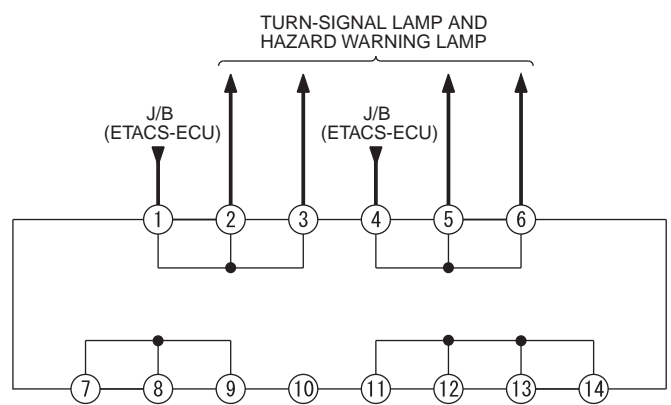 TURN-SIGNAL LAMP AND
HAZARD WARNING LAMP
J/B
(ETACS-ECU)
J/B
(ETACS-ECU)
1 2 3 4 5 6
7 8 9 10 11 12 13 14